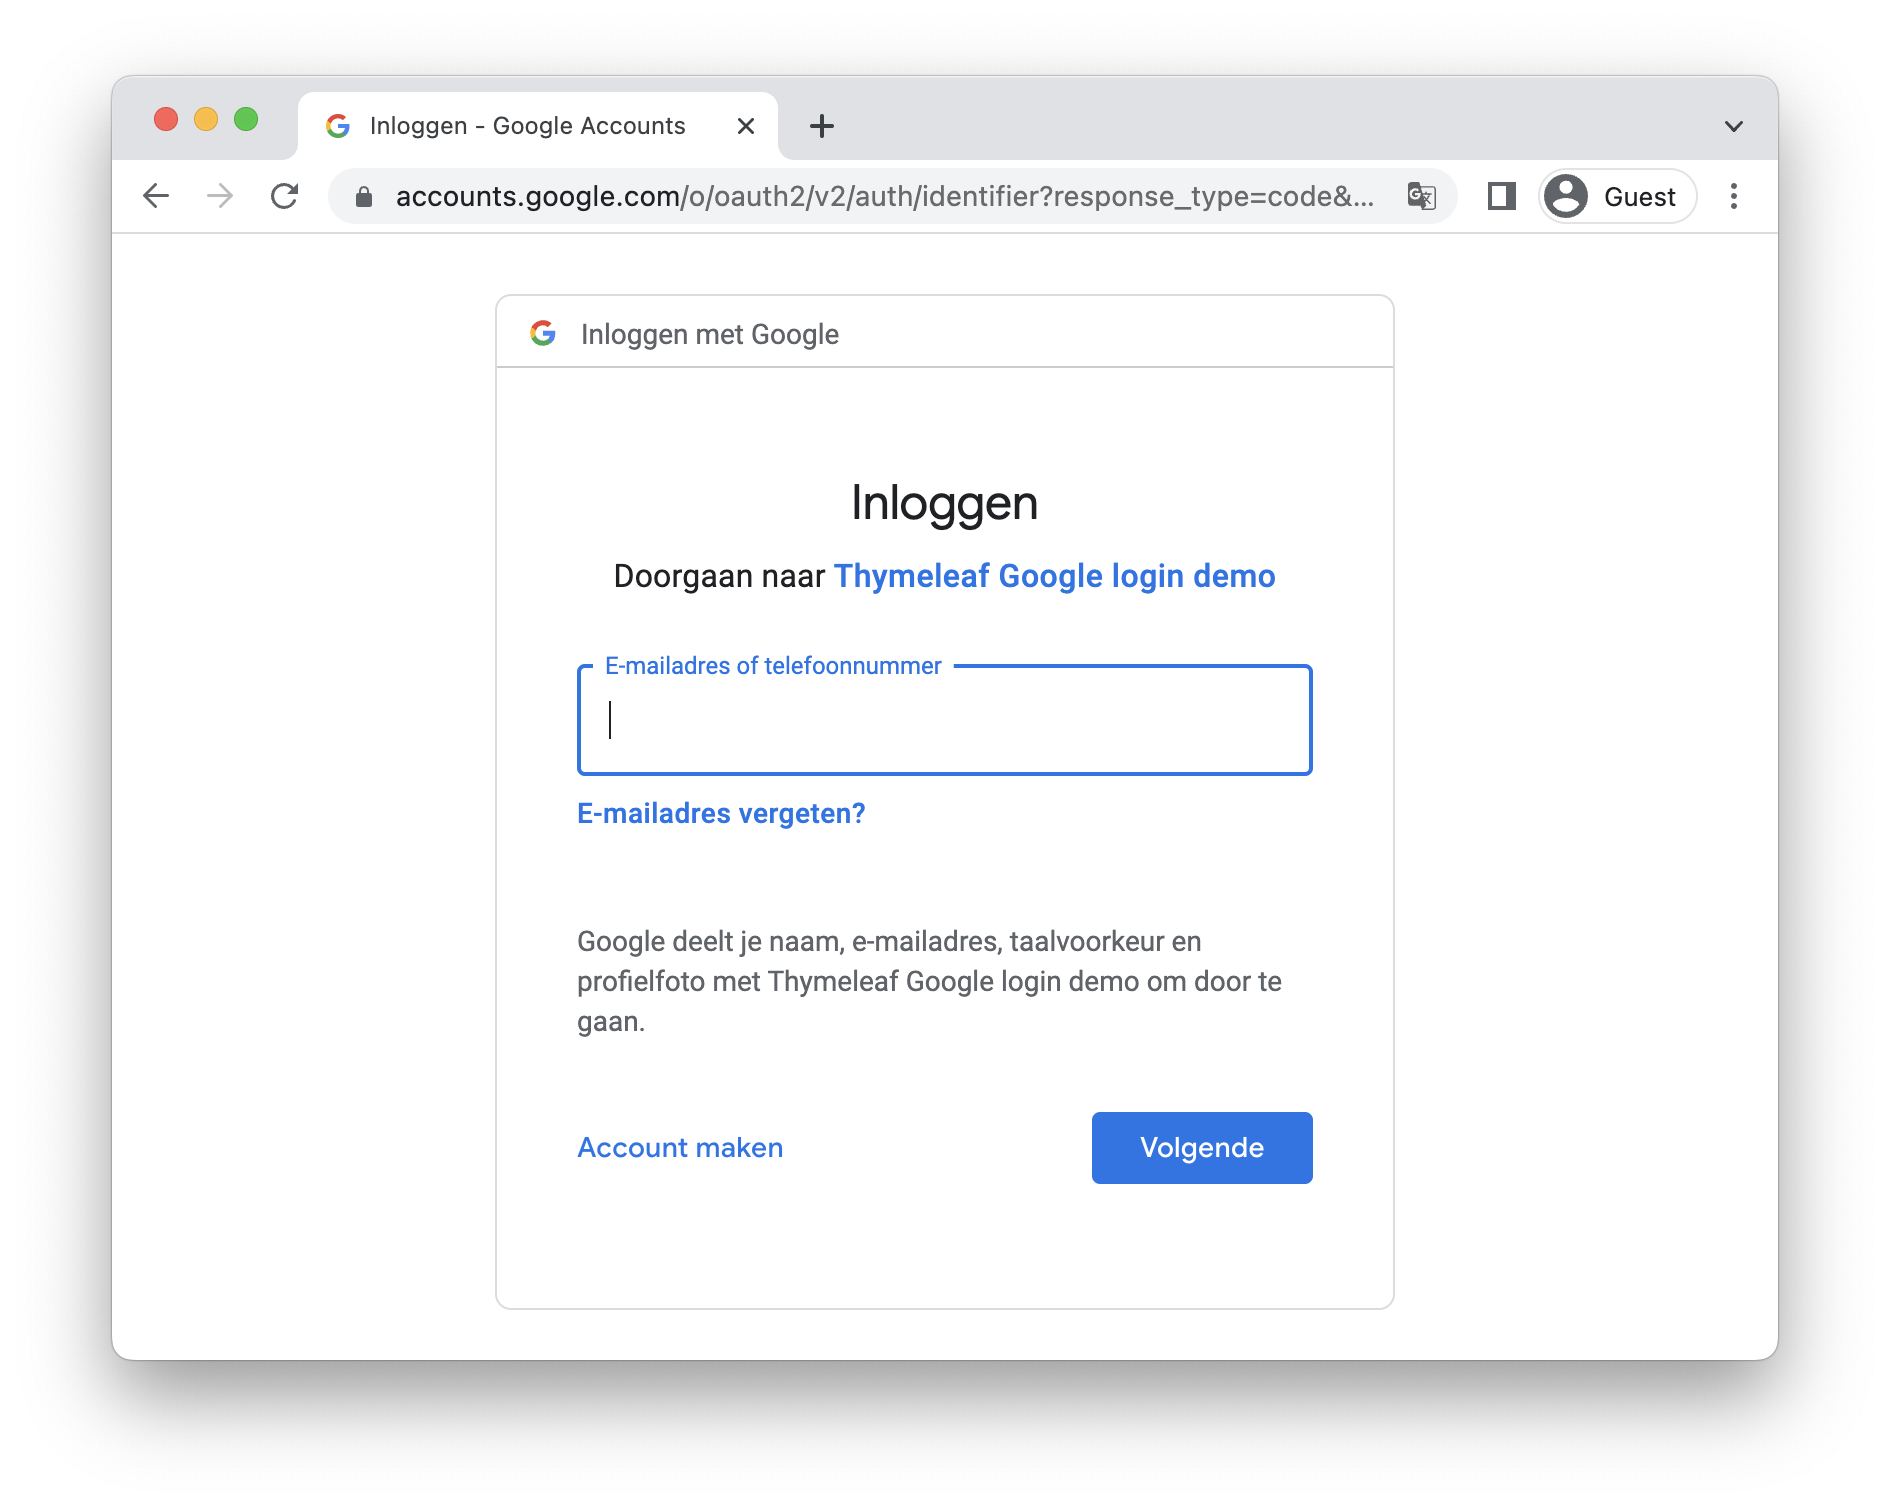 Inloggen - Google Accounts
accounts.google.com/o/oauth2/v2/auth/identifier?response_type=code&...
Guest
Inloggen met Google
Inloggen
Doorgaan naar Thymeleaf Google login demo
E-mailadres of telefoonnummer
E-mailadres vergeten?
Google deelt je naam, e-mailadres, taalvoorkeur en
profielfoto met Thymeleaf Google login demo om door te
gaan.
Account maken
Volgende